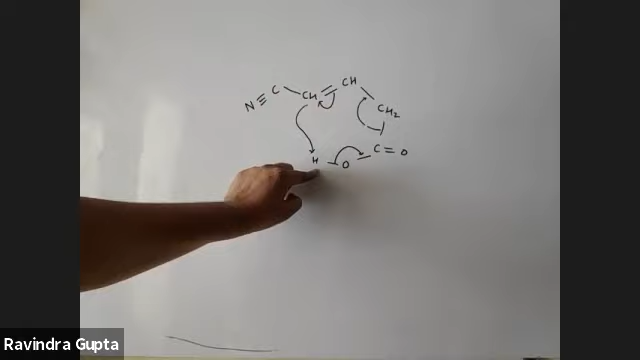 N≡C-CH=CH
CH₂
H-O-C=O
Ravindra Gupta